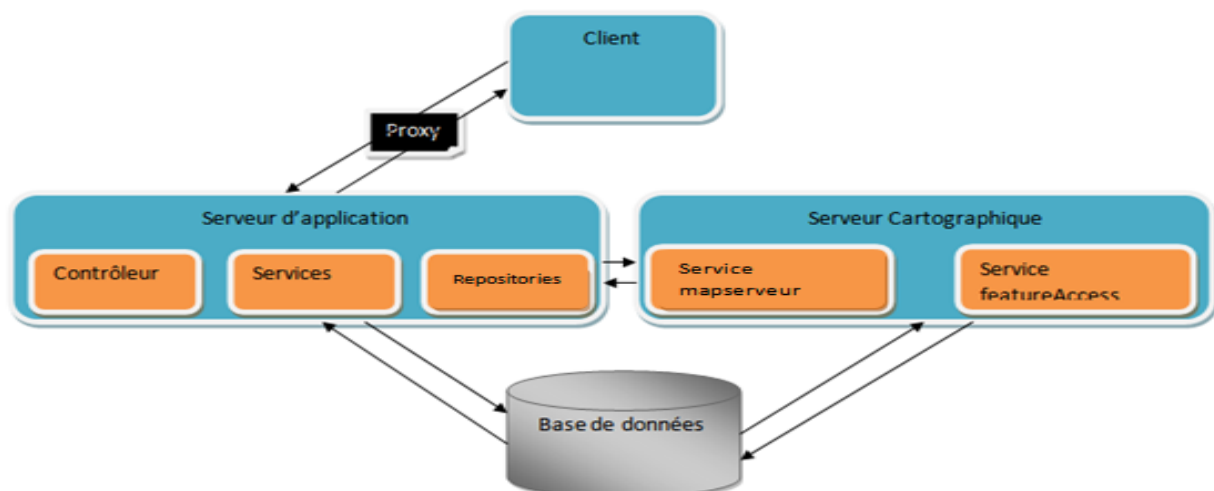 Client
Proxy
Serveur d'application
Serveur Cartographique
Contrôleur
Services
Repositories
Service
mapserveur
Service
featureAccess
Base de données